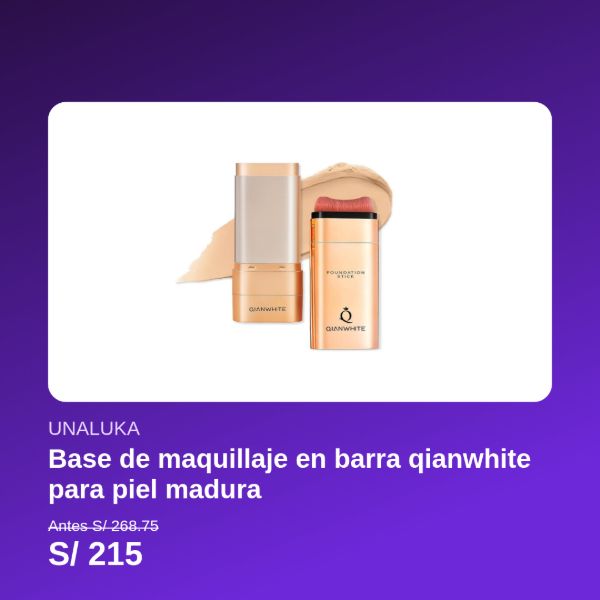 FOUNDATION
STICK
Q
QIANWHITE
QIANWHITE
UNALUKA
Base de maquillaje en barra qianwhite
para piel madura
Antes S/ 268.75
S/ 215